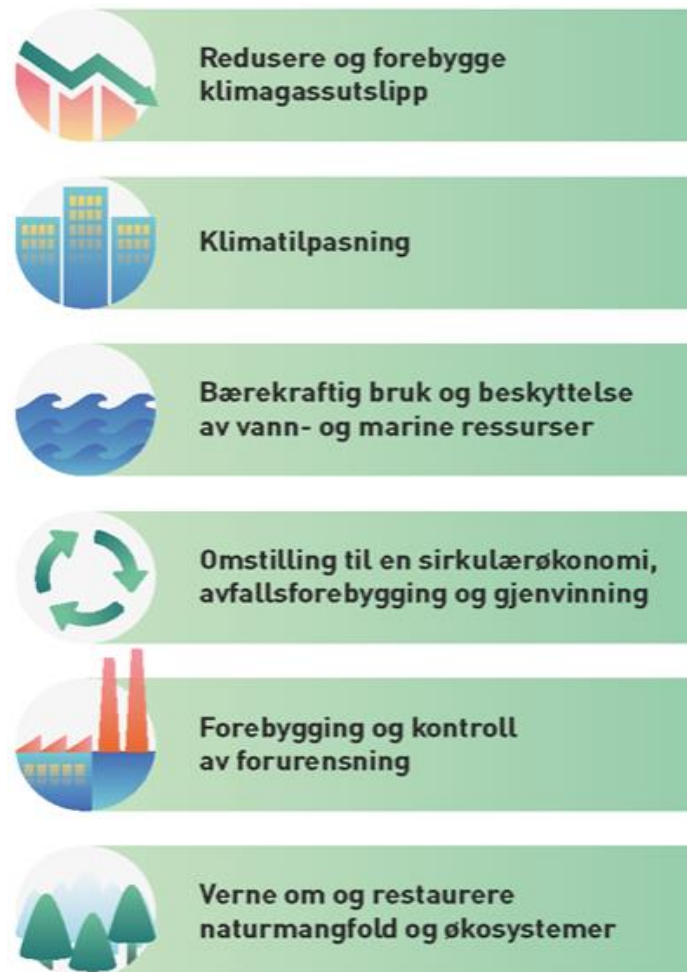 Redusere og forebygge
klimagassutslipp
Klimatilpasning
Bærekraftig bruk og beskyttelse
av vann- og marine ressurser
Omstilling til en sirkulærøkonomi,
avfallsforebygging og gjenvinning
Forebygging og kontroll
av forurensning
Verne om og restaurere
naturmangfold og økosystemer